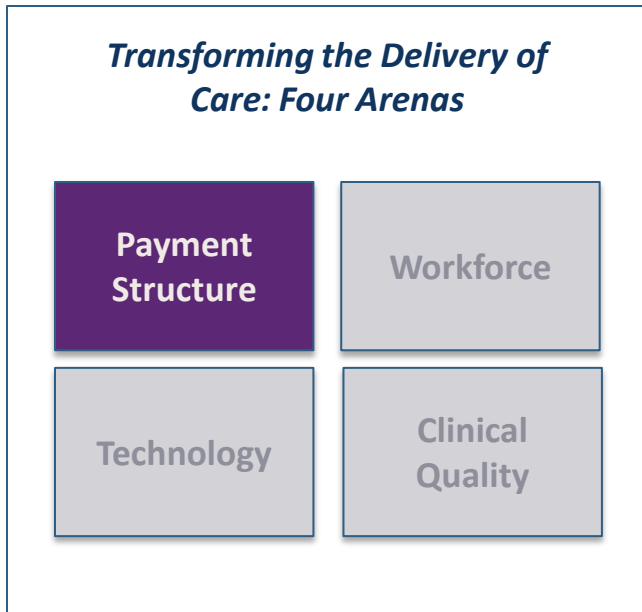 Transforming the Delivery of
Care: Four Arenas
Payment
Structure
Workforce
Technology
Clinical
Quality